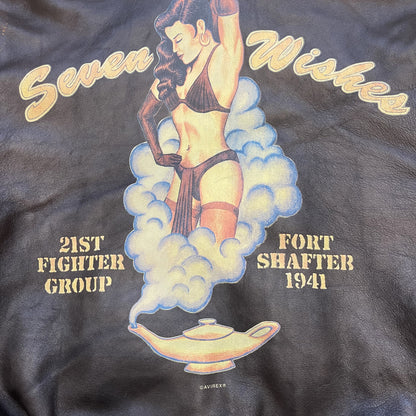 Seven Wishes
21ST
FIGHTER
GROUP
FORT
SHAFTER
1941
©AVIREX®